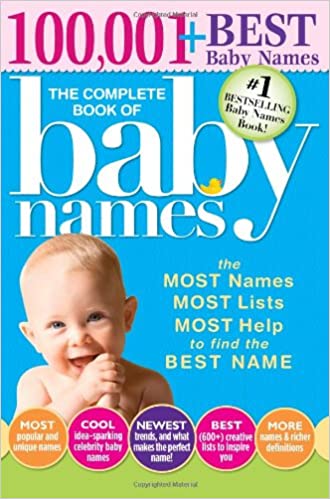 100,001+ BEST
Baby Names
#1
BESTSELLING
Baby Names
Book!
THE COMPLETE
BOOK OF
baby
names
the
MOST Names
MOST Lists
MOST Help
to find the
BEST NAME
MOST
popular and
unique names
COOL
idea-sparking
celebrity baby
names
NEWEST
trends, and what
makes the perfect
name!
BEST
(600+) creative
lists to inspire
you
MORE
names & richer
definitions